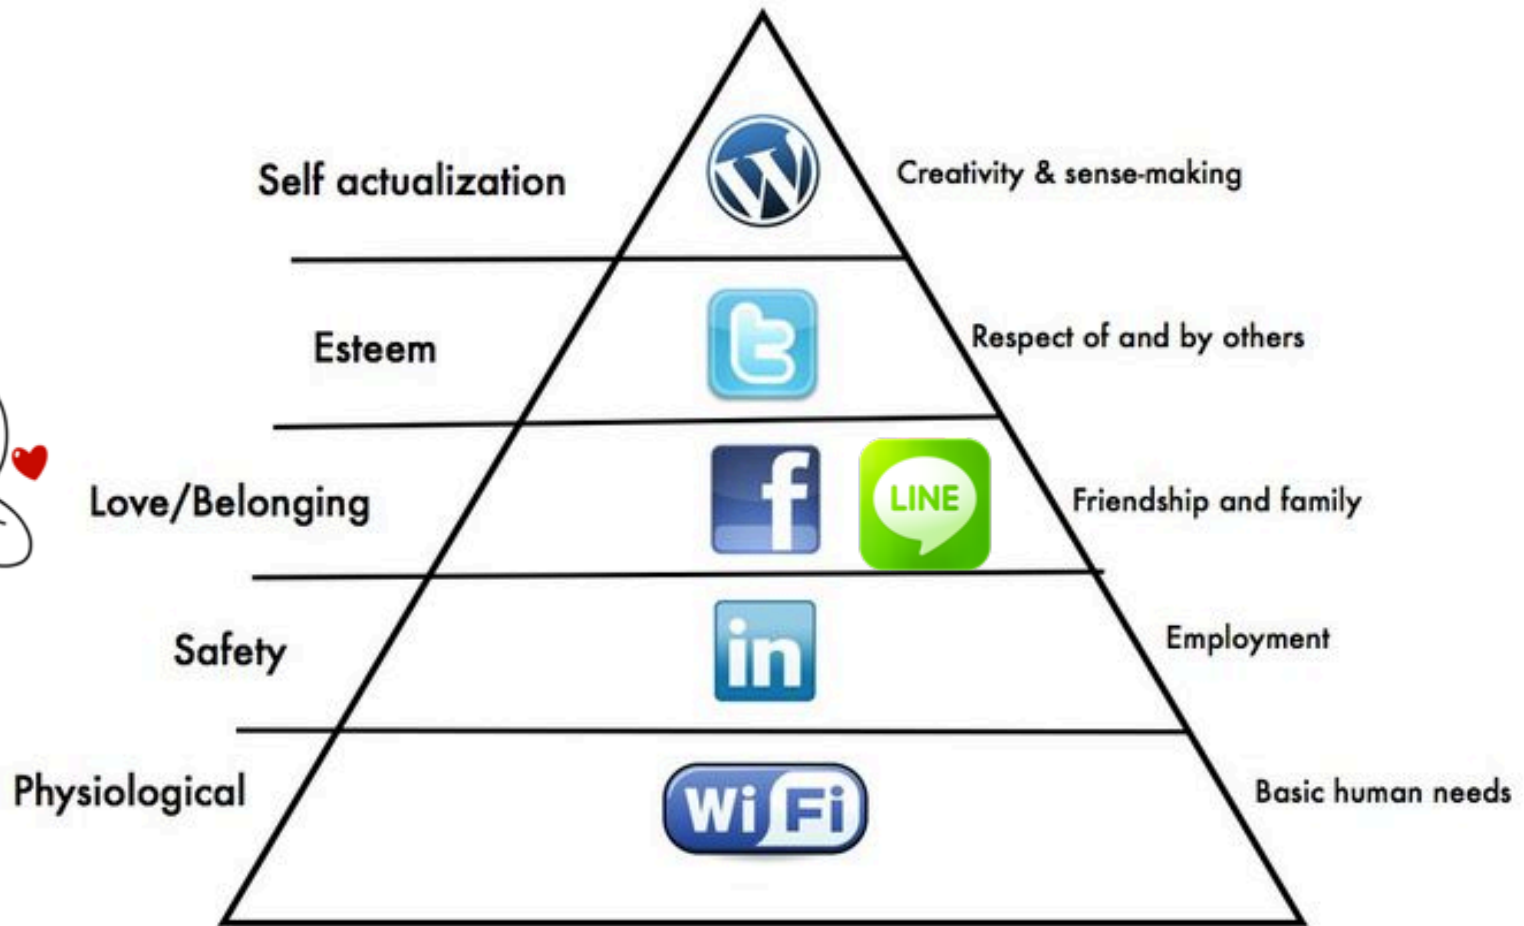 Self actualization
W
Creativity & sense-making
Esteem
t
Respect of and by others
Love/Belonging
f
LINE
Friendship and family
Safety
in
Employment
Physiological
WiFi
Basic human needs